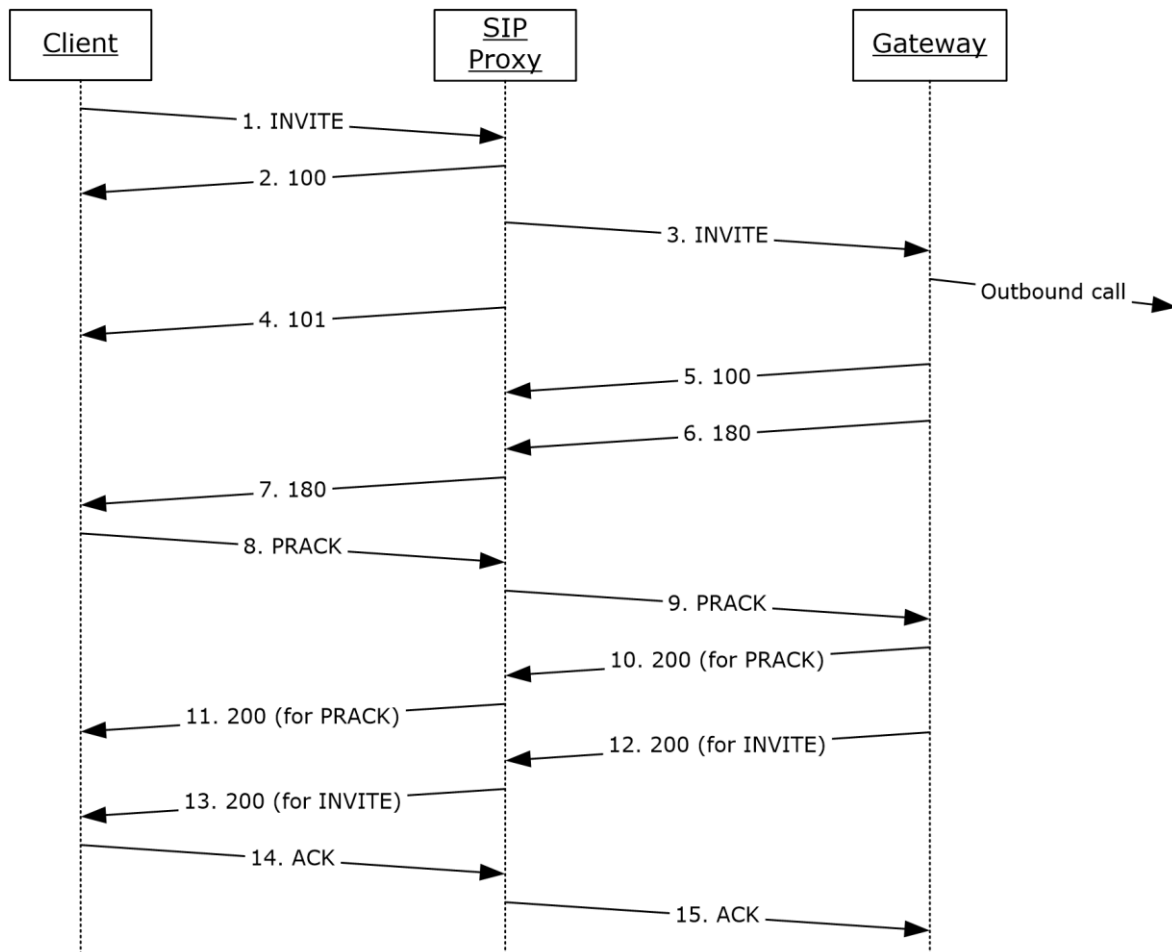 Client
SIP
Proxy
Gateway
1. INVITE
2. 100
3. INVITE
Outbound call
4. 101
5. 100
6. 180
7. 180
8. PRACK
9. PRACK
10. 200 (for PRACK)
11. 200 (for PRACK)
12. 200 (for INVITE)
13. 200 (for INVITE)
14. ACK
15. ACK